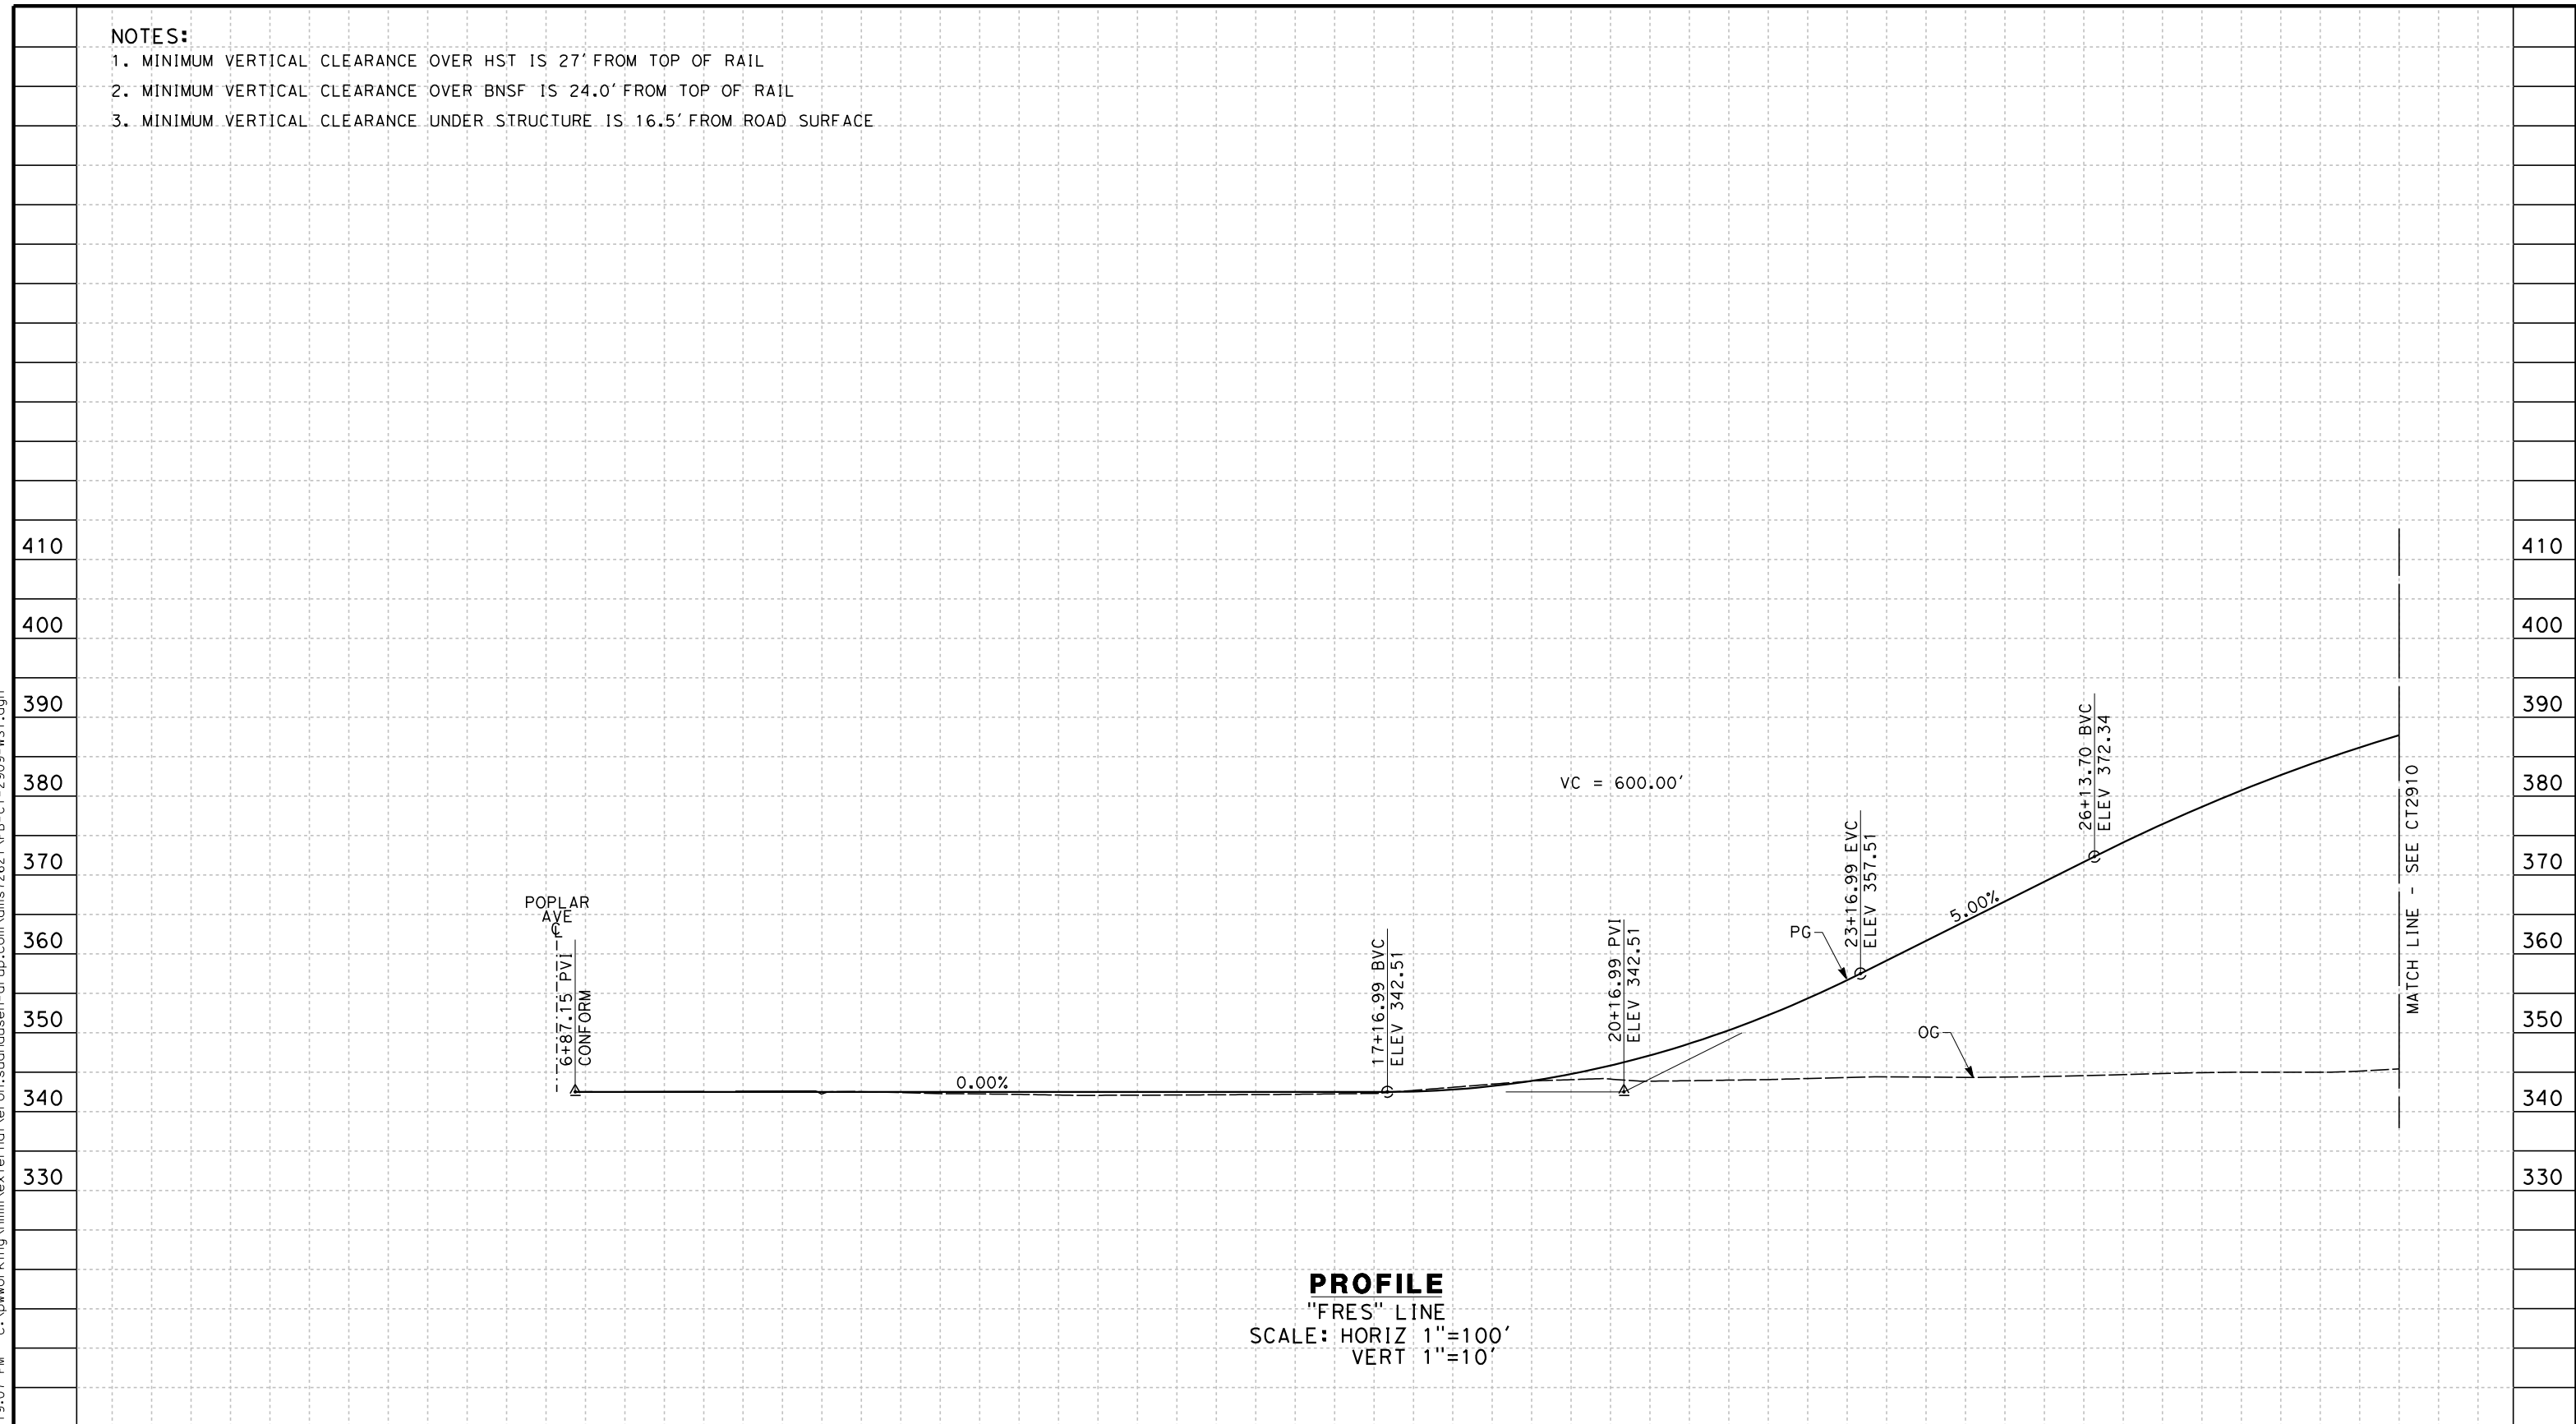 NOTES:
1. MINIMUM VERTICAL CLEARANCE OVER HST IS 27' FROM TOP OF RAIL
2. MINIMUM VERTICAL CLEARANCE OVER BNSF IS 24.0' FROM TOP OF RAIL
3. MINIMUM VERTICAL CLEARANCE UNDER STRUCTURE IS 16.5' FROM ROAD SURFACE
410
400
390
380
370
360
350
340
330
POPLAR
AVE
℄
6+87.15 PVI
CONFORM
0.00%
17+16.99 BVC
ELEV 342.51
VC = 600.00'
20+16.99 PVI
ELEV 342.51
PG
23+16.99 EVC
ELEV 357.51
OG
5.00%
26+13.70 BVC
ELEV 372.34
MATCH LINE - SEE CT2910
410
400
390
380
370
360
350
340
330
PROFILE
"FRES" LINE
SCALE: HORIZ 1"=100'
VERT 1"=10'